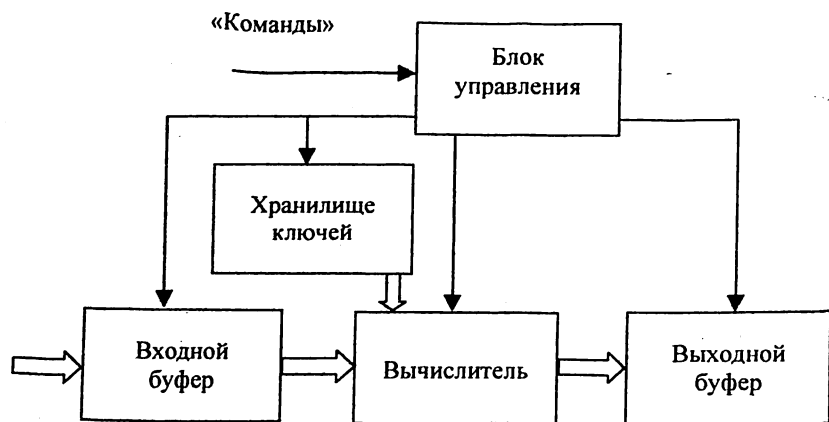 «Команды»
Блок
управления
Хранилище
ключей
Входной
буфер
Вычислитель
Выходной
буфер